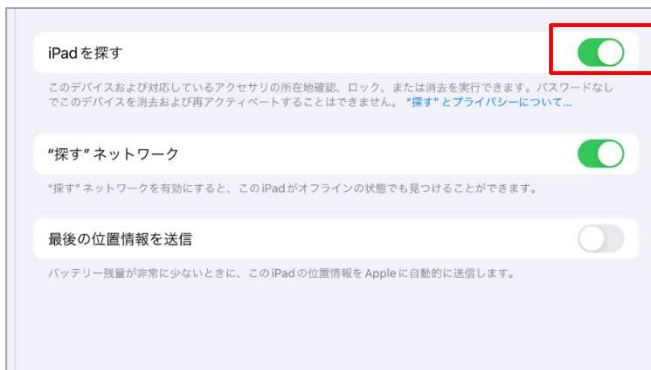 iPadを探す
このデバイスおよび対応しているアクセサリの所在地確認、ロック、または消去を実行できます。パスワードなし
でこのデバイスを消去および再アクティベートすることはできません。 “探す”とプライバシーについて...
“探す”ネットワーク
“探す”ネットワークを有効にすると、このiPadがオフラインの状態でも見つけることができます。
最後の位置情報を送信
バッテリー残量が非常に少ないときに、このiPadの位置情報をAppleに自動的に送信します。